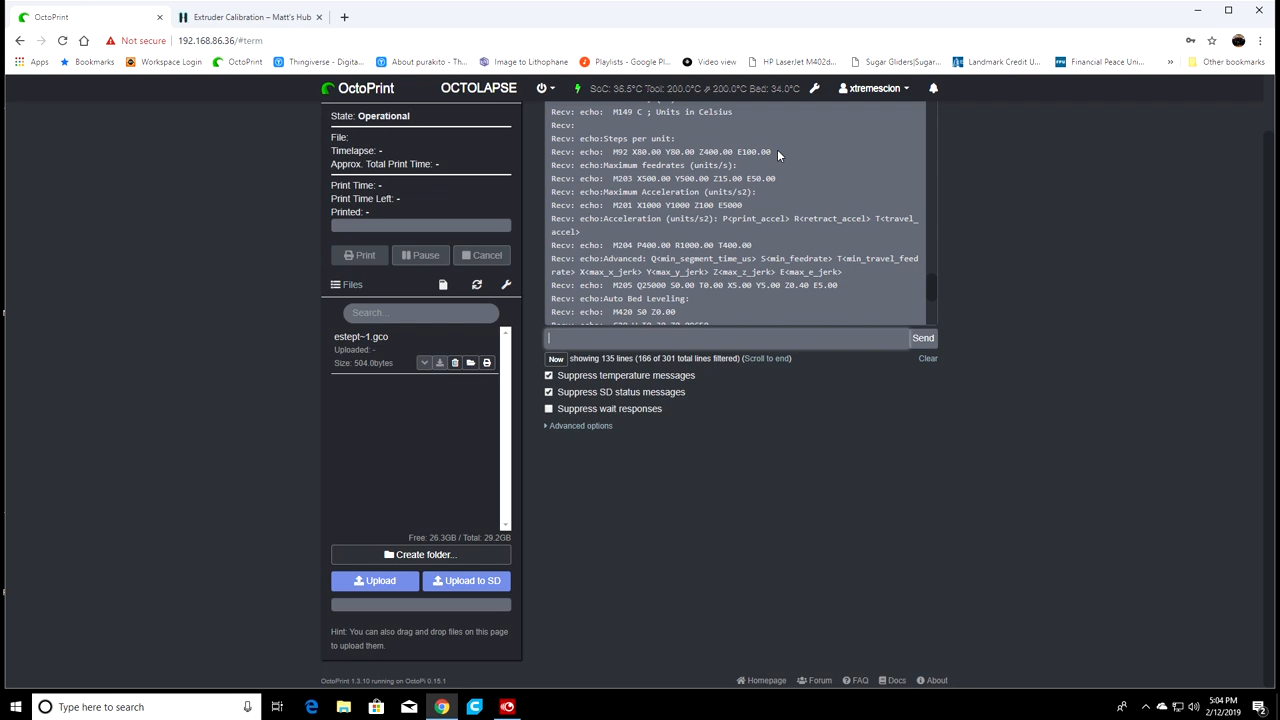 OctoPrint
Extruder Calibration – Matt's Hub
Not secure 192.168.86.36/#term
Apps Bookmarks Workspace Login OctoPrint Thingiverse - Digita... About purakito - Th... Image to Lithophane Playlists - Google Pl... Video view HP LaserJet M402d... Sugar Gliders|Sugar... Landmark Credit U... Financial Peace Uni... » Other bookmarks
OctoPrint OCTOLAPSE SoC: 36.5°C Tool: 200.0°C ⇗ 200.0°C Bed: 34.0°C xtremescion
State: Operational
File:
Timelapse: -
Approx. Total Print Time: -
Print Time: -
Print Time Left: -
Printed: -
Print Pause Cancel
Files
Search...
estept~1.gco
Uploaded: -
Size: 504.0bytes
Free: 26.3GB / Total: 29.2GB
Create folder...
Upload Upload to SD
Hint: You can also drag and drop files on this page
to upload them.
Recv: echo:  M149 C ; Units in Celsius
Recv:
Recv: echo:Steps per unit:
Recv: echo:  M92 X80.00 Y80.00 Z400.00 E100.00
Recv: echo:Maximum feedrates (units/s):
Recv: echo:  M203 X500.00 Y500.00 Z15.00 E50.00
Recv: echo:Maximum Acceleration (units/s2):
Recv: echo:  M201 X1000 Y1000 Z100 E5000
Recv: echo:Acceleration (units/s2): P<print_accel> R<retract_accel> T<travel_
accel>
Recv: echo:  M204 P400.00 R1000.00 T400.00
Recv: echo:Advanced: Q<min_segment_time_us> S<min_feedrate> T<min_travel_feed
rate> X<max_x_jerk> Y<max_y_jerk> Z<max_z_jerk> E<max_e_jerk>
Recv: echo:  M205 Q25000 S0.00 T0.00 X5.00 Y5.00 Z0.40 E5.00
Recv: echo:Auto Bed Leveling:
Recv: echo:  M420 S0 Z0.00
Send
Now showing 135 lines (166 of 301 total lines filtered) (Scroll to end) Clear
Suppress temperature messages
Suppress SD status messages
Suppress wait responses
Advanced options
OctoPrint 1.3.10 running on OctoPi 0.15.1
Homepage Forum FAQ Docs About
Type here to search
5:04 PM
2/12/2019
2